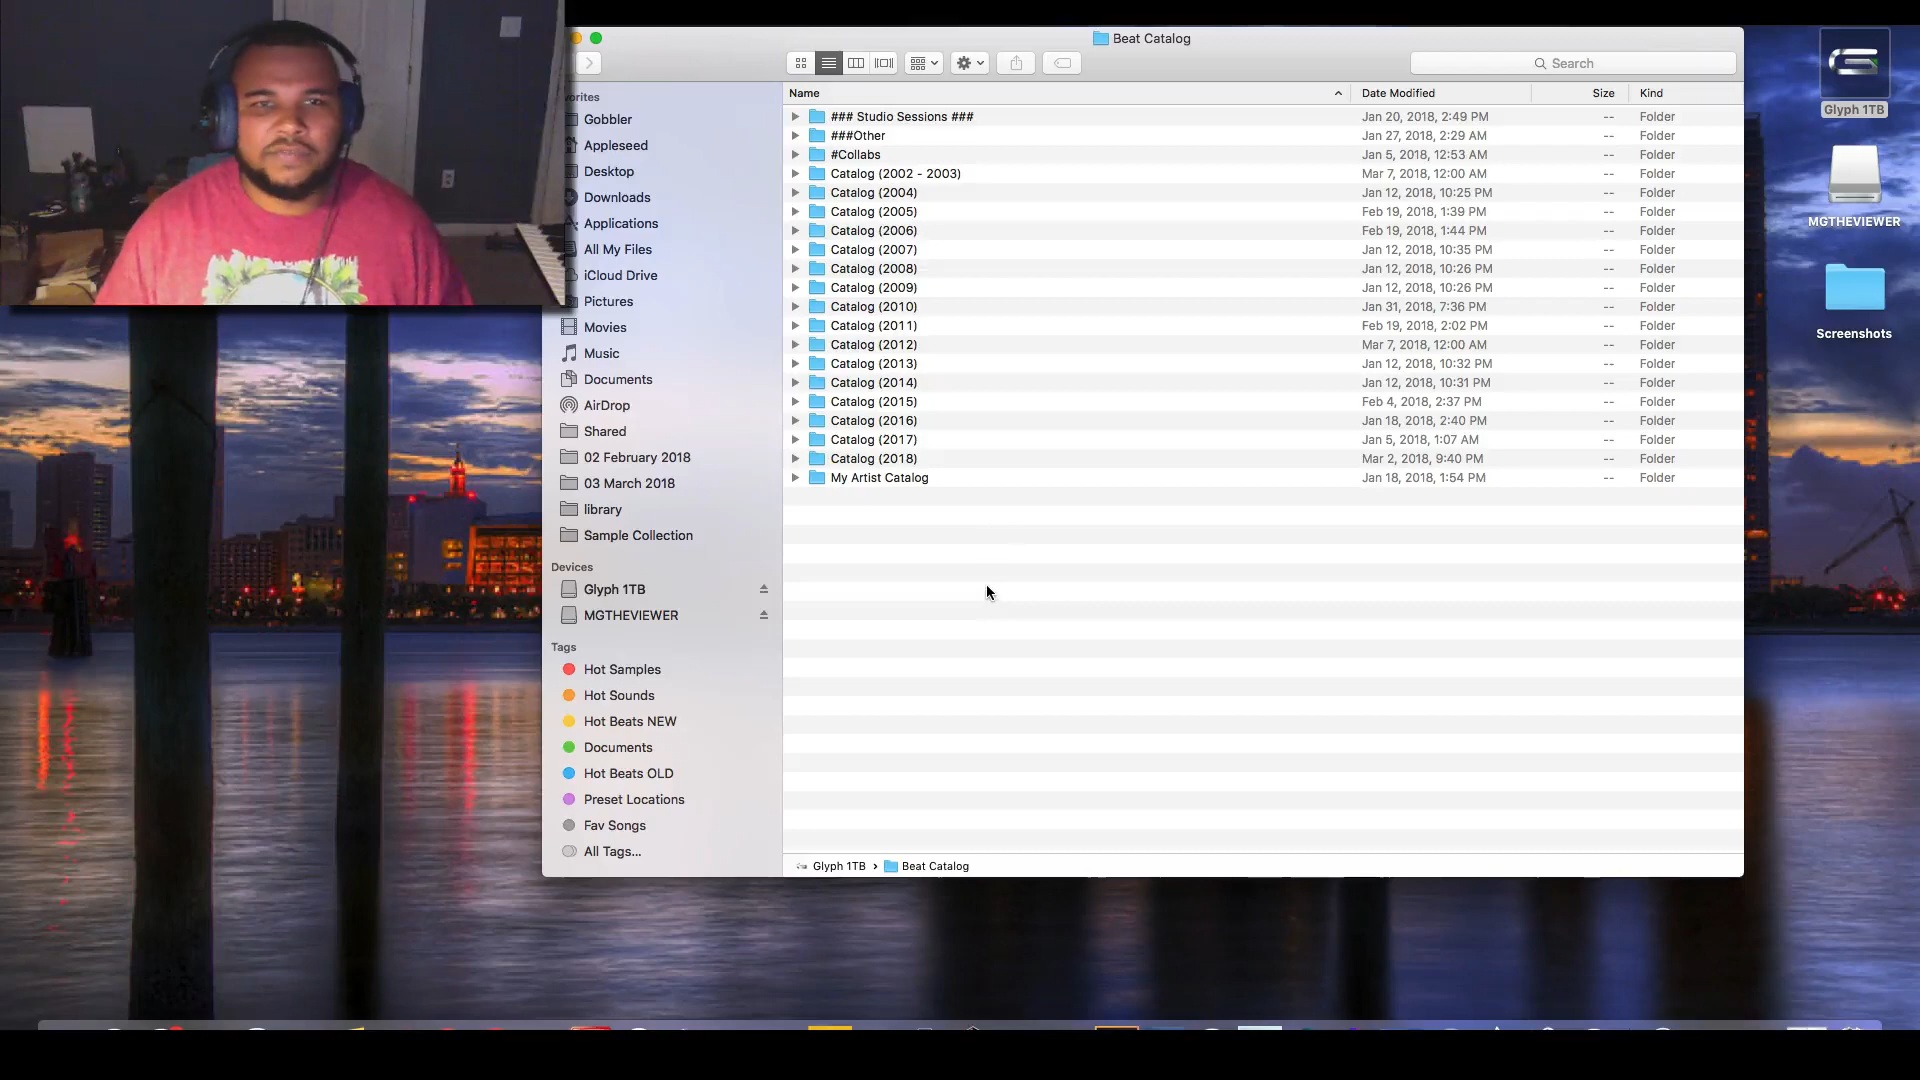 Beat Catalog
Search
vorites
Gobbler
Appleseed
Desktop
Downloads
Applications
All My Files
iCloud Drive
Pictures
Movies
Music
Documents
AirDrop
Shared
02 February 2018
03 March 2018
library
Sample Collection
Devices
Glyph 1TB
MGTHEVIEWER
Tags
Hot Samples
Hot Sounds
Hot Beats NEW
Documents
Hot Beats OLD
Preset Locations
Fav Songs
All Tags...
Name Date Modified Size Kind
### Studio Sessions ### Jan 20, 2018, 2:49 PM -- Folder
###Other Jan 27, 2018, 2:29 AM -- Folder
#Collabs Jan 5, 2018, 12:53 AM -- Folder
Catalog (2002 - 2003) Mar 7, 2018, 12:00 AM -- Folder
Catalog (2004) Jan 12, 2018, 10:25 PM -- Folder
Catalog (2005) Feb 19, 2018, 1:39 PM -- Folder
Catalog (2006) Feb 19, 2018, 1:44 PM -- Folder
Catalog (2007) Jan 12, 2018, 10:35 PM -- Folder
Catalog (2008) Jan 12, 2018, 10:26 PM -- Folder
Catalog (2009) Jan 12, 2018, 10:26 PM -- Folder
Catalog (2010) Jan 31, 2018, 7:36 PM -- Folder
Catalog (2011) Feb 19, 2018, 2:02 PM -- Folder
Catalog (2012) Mar 7, 2018, 12:00 AM -- Folder
Catalog (2013) Jan 12, 2018, 10:32 PM -- Folder
Catalog (2014) Jan 12, 2018, 10:31 PM -- Folder
Catalog (2015) Feb 4, 2018, 2:37 PM -- Folder
Catalog (2016) Jan 18, 2018, 2:40 PM -- Folder
Catalog (2017) Jan 5, 2018, 1:07 AM -- Folder
Catalog (2018) Mar 2, 2018, 9:40 PM -- Folder
My Artist Catalog Jan 18, 2018, 1:54 PM -- Folder
Glyph 1TB › Beat Catalog
Glyph 1TB
MGTHEVIEWER
Screenshots